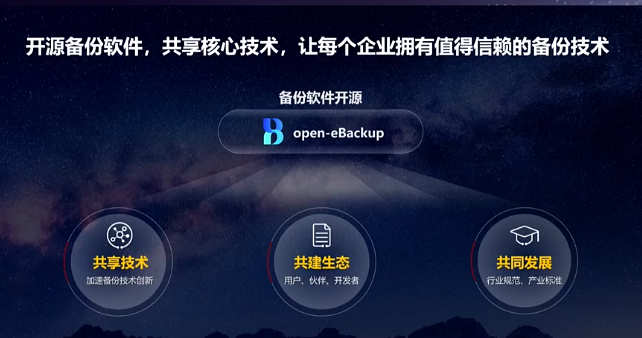 开源备份软件，共享核心技术，让每个企业拥有值得信赖的备份技术
备份软件开源
open-eBackup
共享技术
加速备份技术创新
共建生态
用户、伙伴、开发者
共同发展
行业规范、产业标准